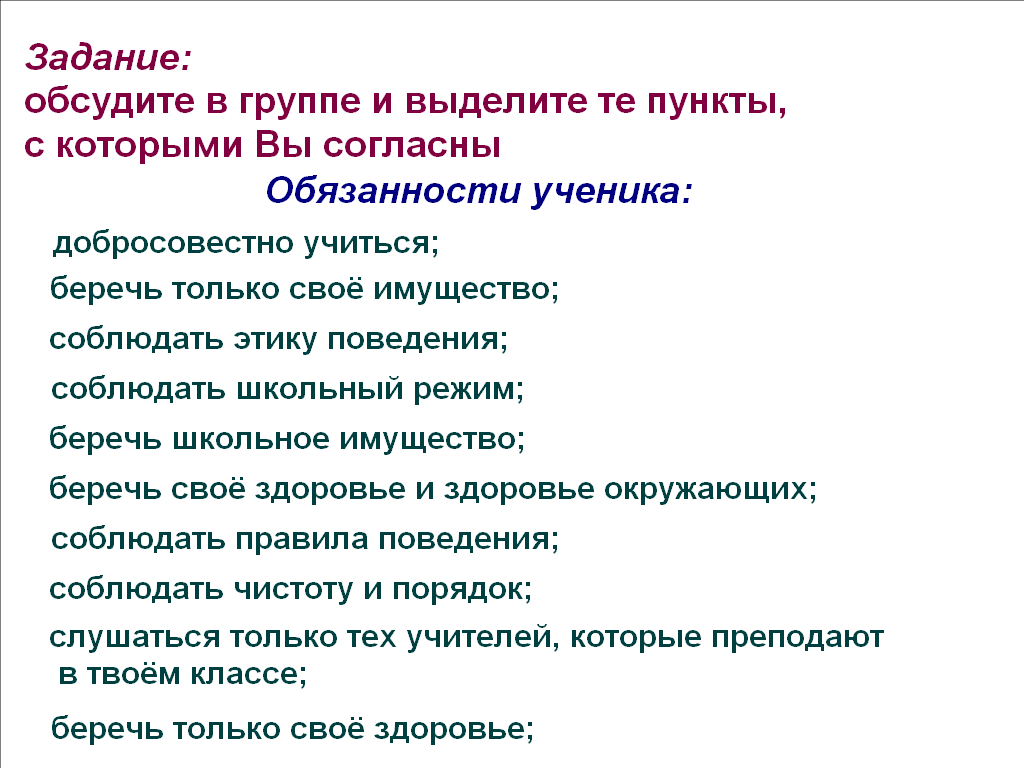 Задание:
обсудите в группе и выделите те пункты,
с которыми Вы согласны
Обязанности ученика:
добросовестно учиться;
беречь только своё имущество;
соблюдать этику поведения;
соблюдать школьный режим;
беречь школьное имущество;
беречь своё здоровье и здоровье окружающих;
соблюдать правила поведения;
соблюдать чистоту и порядок;
слушаться только тех учителей, которые преподают
в твоём классе;
беречь только своё здоровье;